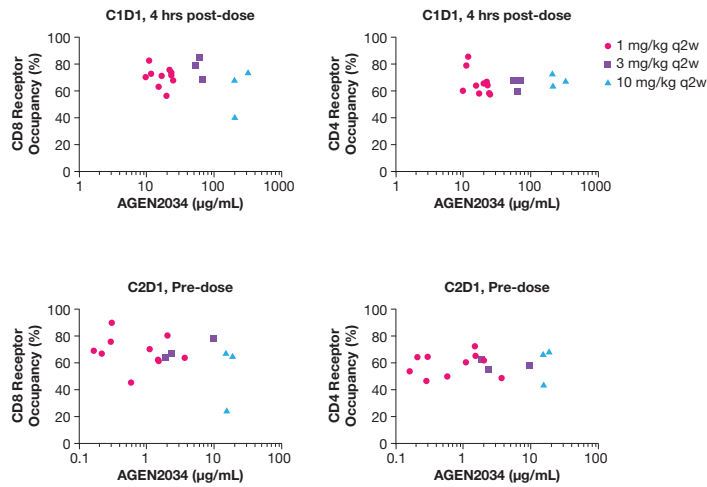 C1D1, 4 hrs post-dose
CD8 Receptor
Occupancy (%)
100
80
60
40
20
0
1
10
100
1000
AGEN2034 (µg/mL)
C1D1, 4 hrs post-dose
CD4 Receptor
Occupancy (%)
100
80
60
40
20
0
1
10
100
1000
AGEN2034 (µg/mL)
1 mg/kg q2w
3 mg/kg q2w
10 mg/kg q2w
C2D1, Pre-dose
CD8 Receptor
Occupancy (%)
100
80
60
40
20
0
0.1
1
10
100
AGEN2034 (µg/mL)
C2D1, Pre-dose
CD4 Receptor
Occupancy (%)
100
80
60
40
20
0
0.1
1
10
100
AGEN2034 (µg/mL)